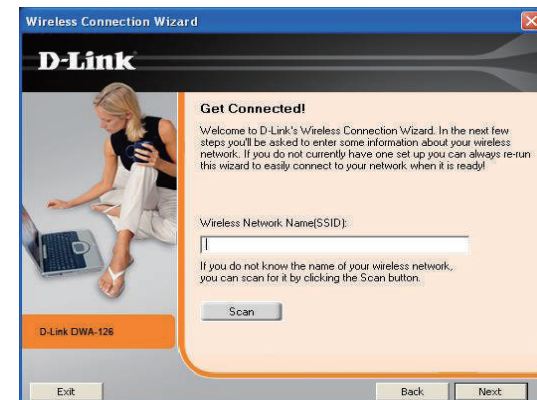 Wireless Connection Wizard
D-Link
Get Connected!
Welcome to D-Link's Wireless Connection Wizard. In the next few
steps you'll be asked to enter some information about your wireless
network. If you do not currently have one set up you can always re-run
this wizard to easily connect to your network when it is ready!
Wireless Network Name(SSID):
If you do not know the name of your wireless network,
you can scan for it by clicking the Scan button.
Scan
D-Link DWA-126
Exit
Back
Next